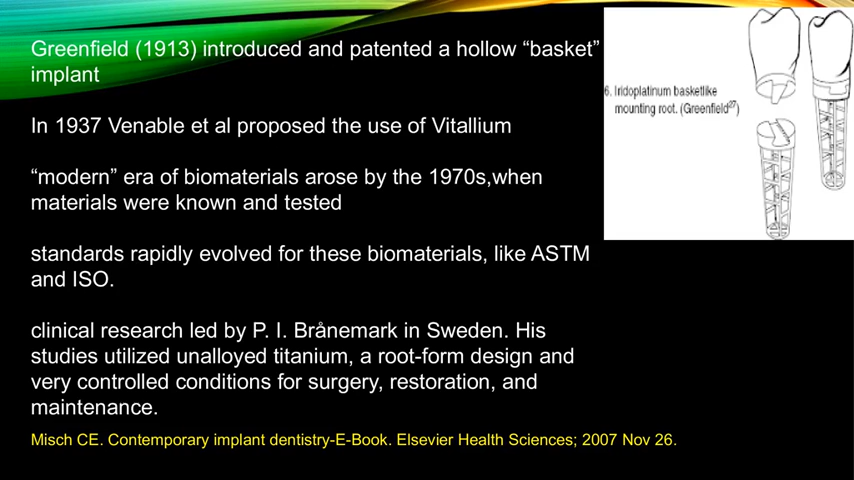 Greenfield (1913) introduced and patented a hollow “basket”
implant
In 1937 Venable et al proposed the use of Vitallium
“modern” era of biomaterials arose by the 1970s,when
materials were known and tested
standards rapidly evolved for these biomaterials, like ASTM
and ISO.
clinical research led by P. I. Brånemark in Sweden. His
studies utilized unalloyed titanium, a root-form design and
very controlled conditions for surgery, restoration, and
maintenance.
Misch CE. Contemporary implant dentistry-E-Book. Elsevier Health Sciences; 2007 Nov 26.
6. Iridoplatinum basketlike
mounting root. (Greenfield27)